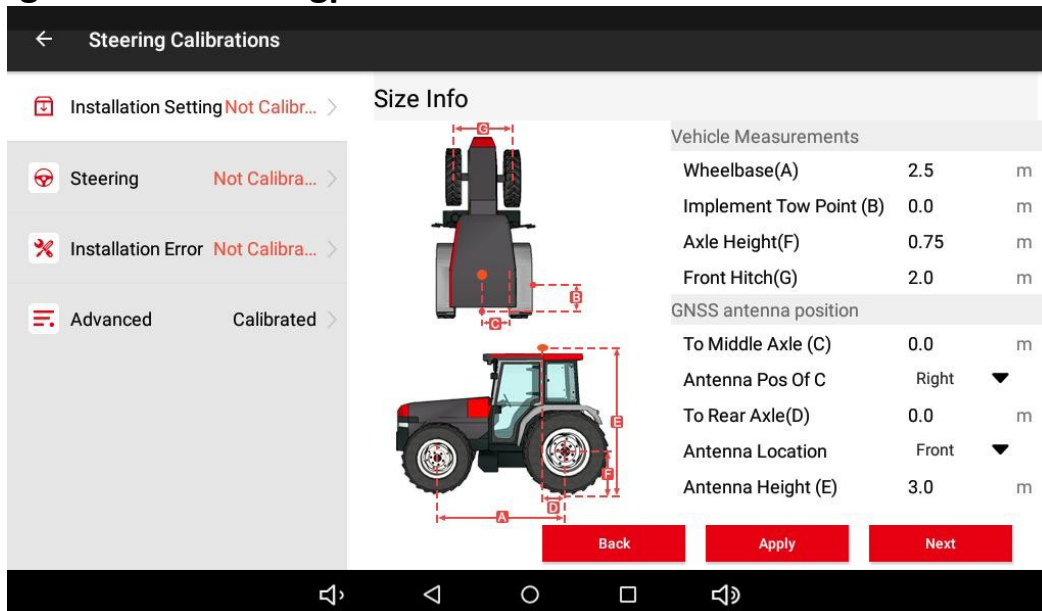 Steering Calibrations
Installation Setting Not Calibr...
Steering Not Calibra...
Installation Error Not Calibra...
Advanced Calibrated
Size Info
G
B
C
E
F
D
A
Vehicle Measurements
Wheelbase(A) 2.5 m
Implement Tow Point (B) 0.0 m
Axle Height(F) 0.75 m
Front Hitch(G) 2.0 m
GNSS antenna position
To Middle Axle (C) 0.0 m
Antenna Pos Of C Right
To Rear Axle(D) 0.0 m
Antenna Location Front
Antenna Height (E) 3.0 m
Back Apply Next